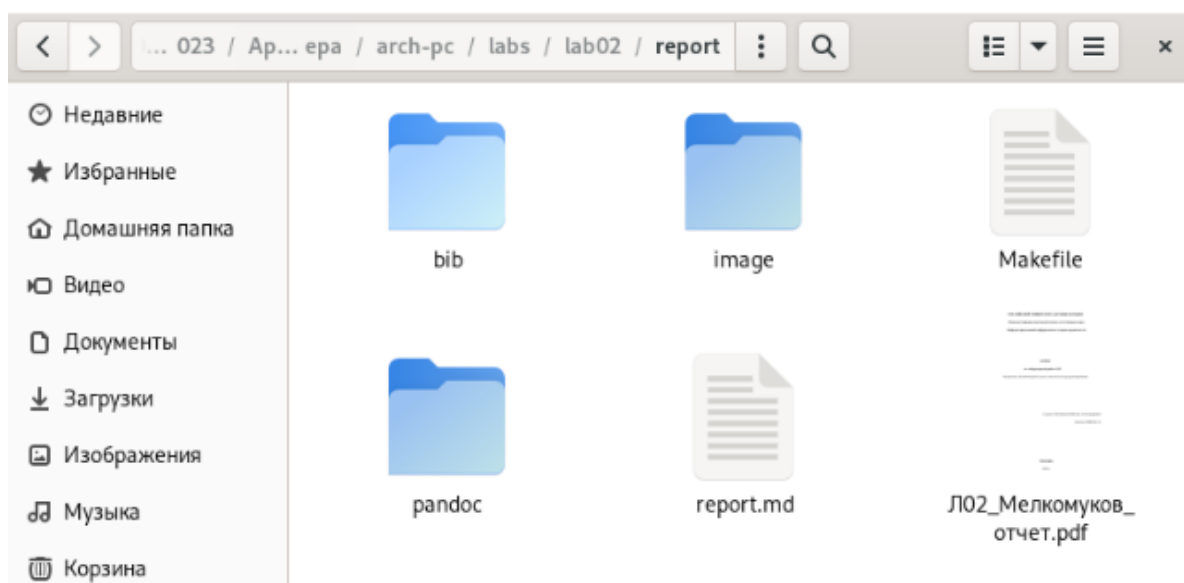 ... 023 / Ap... ера / arch-pc / labs / lab02 / report
Недавние
Избранные
Домашняя папка
Видео
Документы
Загрузки
Изображения
Музыка
Корзина
bib
image
Makefile
pandoc
report.md
Л02_Мелкомуков_
отчет.pdf